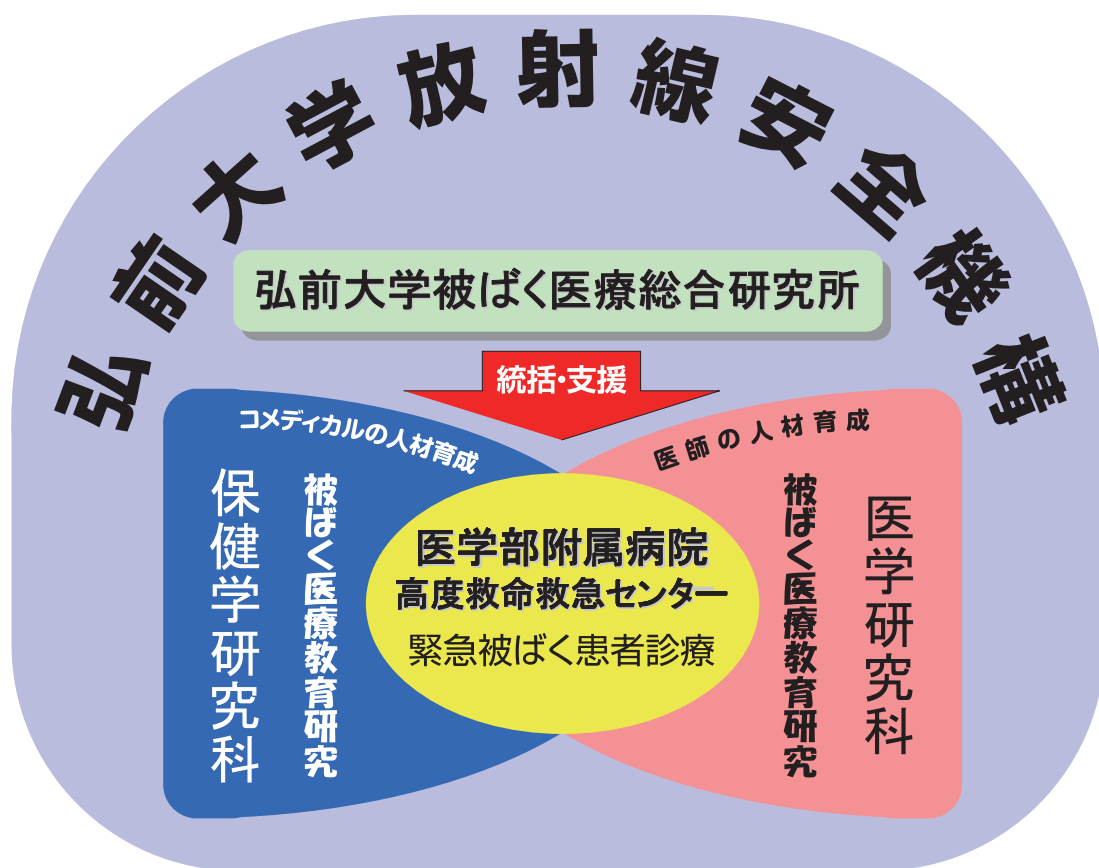 弘前大学放射線安全機構
弘前大学被ばく医療総合研究所
統括・支援
コメディカルの人材育成
保健学研究科
被ばく医療教育研究
医学部附属病院
高度救命救急センター
緊急被ばく患者診療
医師の人材育成
被ばく医療教育研究
医学研究科